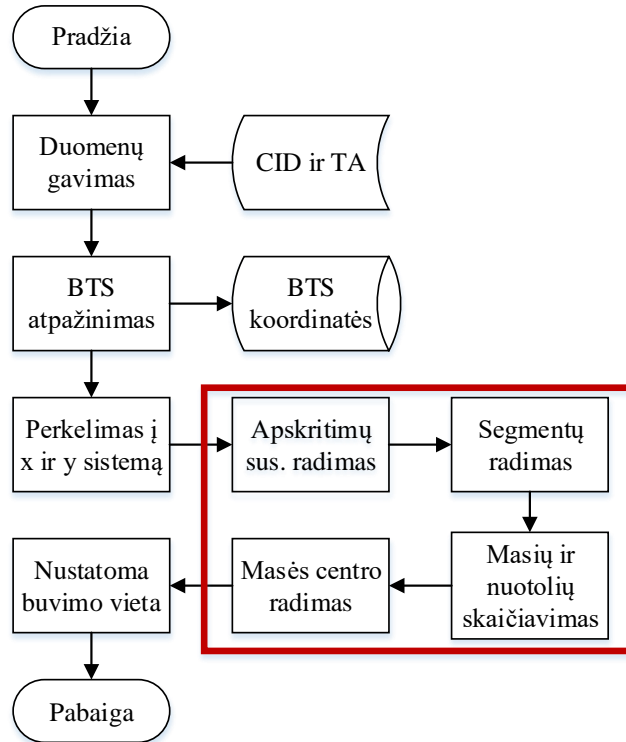 Pradžia
Duomenų
gavimas
CID ir TA
BTS
atpažinimas
BTS
koordinatės
Perkelimas į
x ir y sistemą
Apskritimų
sus. radimas
Segmentų
radimas
Masių ir
nuotolių
skaičiavimas
Masės centro
radimas
Nustatoma
buvimo vieta
Pabaiga